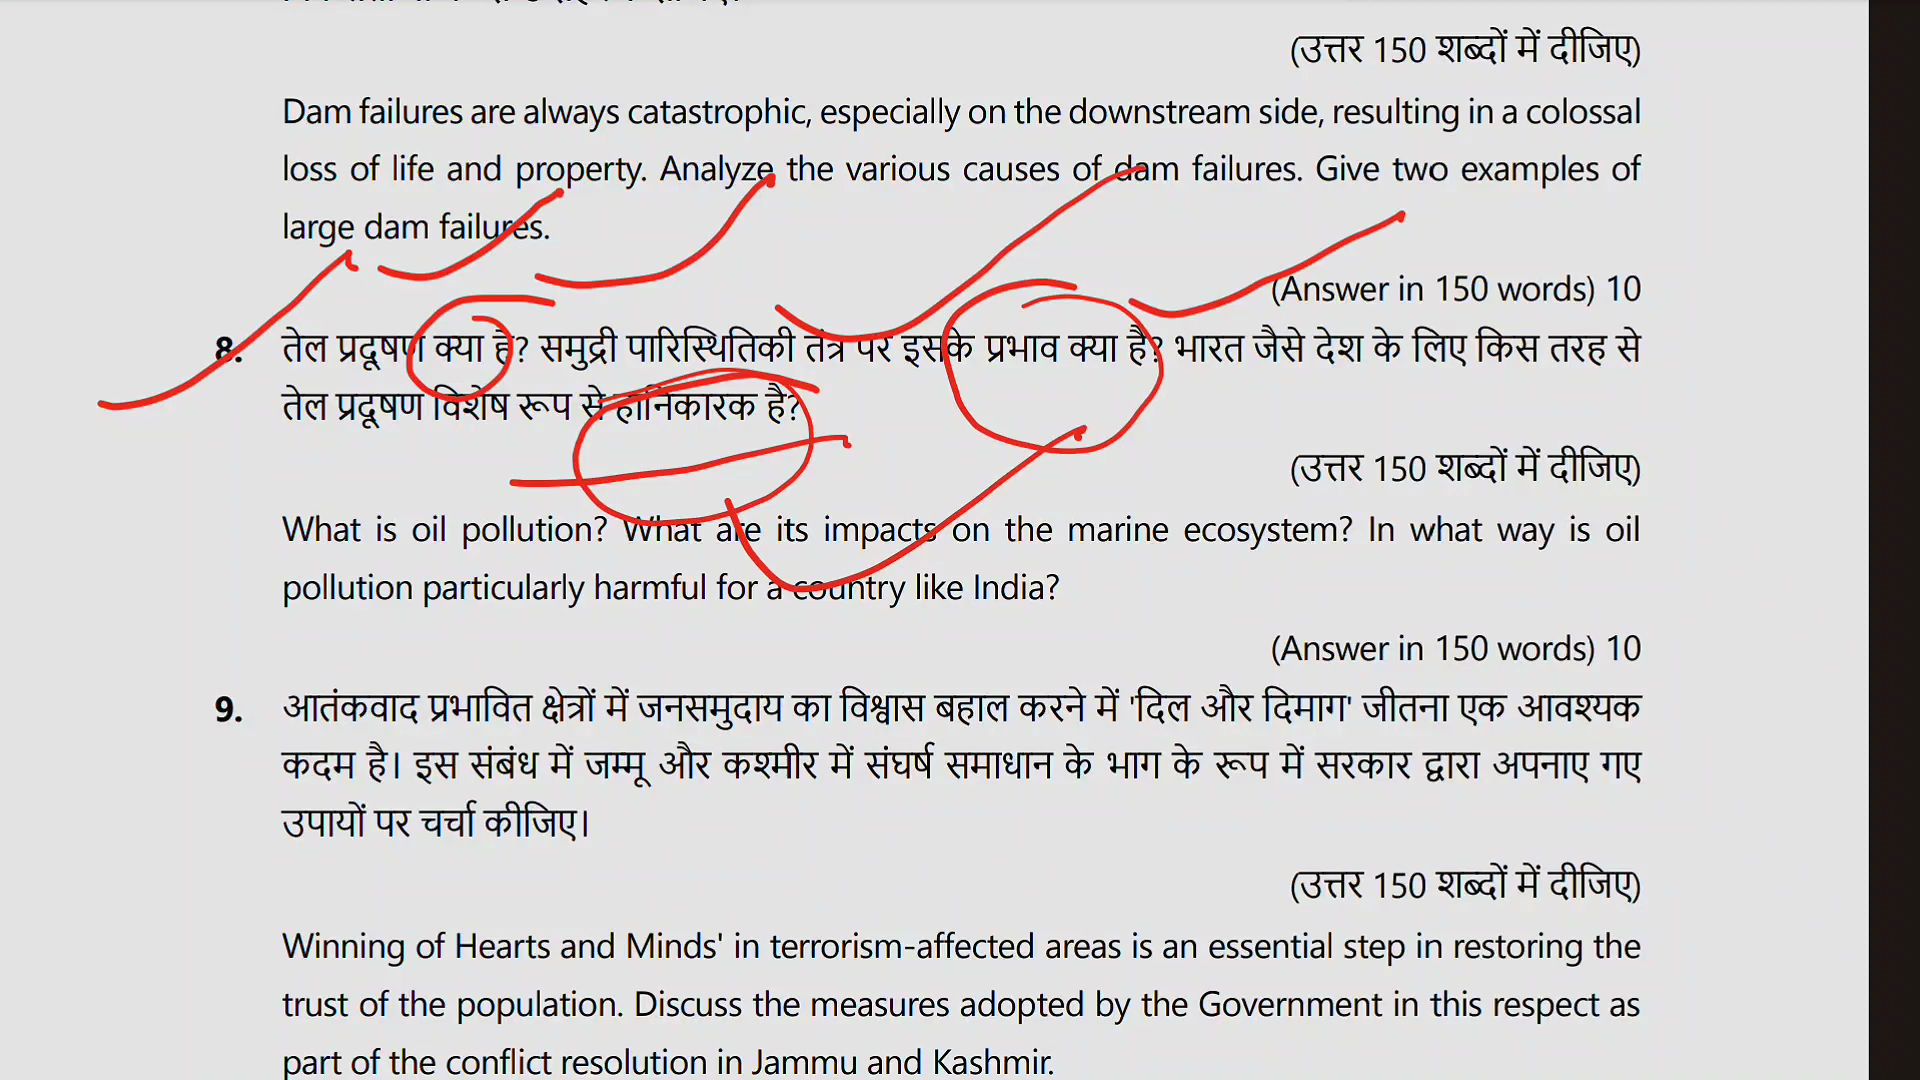 (उत्तर 150 शब्दों में दीजिए)
Dam failures are always catastrophic, especially on the downstream side, resulting in a colossal
loss of life and property. Analyze the various causes of dam failures. Give two examples of
large dam failures.
(Answer in 150 words) 10
8. तेल प्रदूषण क्या है? समुद्री पारिस्थितिकी तंत्र पर इसके प्रभाव क्या है? भारत जैसे देश के लिए किस तरह से
तेल प्रदूषण विशेष रूप से हानिकारक है?
(उत्तर 150 शब्दों में दीजिए)
What is oil pollution? What are its impacts on the marine ecosystem? In what way is oil
pollution particularly harmful for a country like India?
(Answer in 150 words) 10
9. आतंकवाद प्रभावित क्षेत्रों में जनसमुदाय का विश्वास बहाल करने में 'दिल और दिमाग' जीतना एक आवश्यक
कदम है। इस संबंध में जम्मू और कश्मीर में संघर्ष समाधान के भाग के रूप में सरकार द्वारा अपनाए गए
उपायों पर चर्चा कीजिए।
(उत्तर 150 शब्दों में दीजिए)
Winning of Hearts and Minds' in terrorism-affected areas is an essential step in restoring the
trust of the population. Discuss the measures adopted by the Government in this respect as
part of the conflict resolution in Jammu and Kashmir.